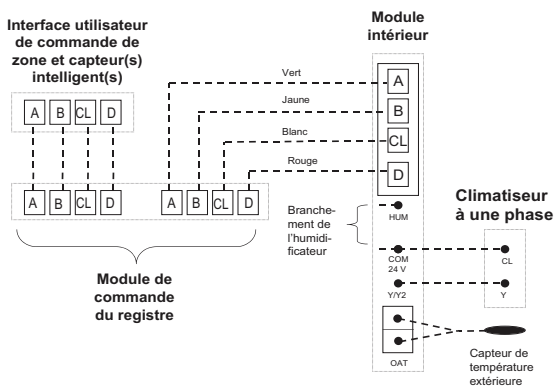 Interface utilisateur
de commande de
zone et capteur(s)
intelligent(s)
A B CL D
A B CL D
A B CL D
Module de
commande
du registre
Vert
Jaune
Blanc
Rouge
Module
intérieur
A
B
CL
D
HUM
Branche-
ment de
l'humidi-
ficateur
COM
24 V
Y/Y2
OAT
Climatiseur
à une phase
CL
Y
Capteur de
température
extérieure